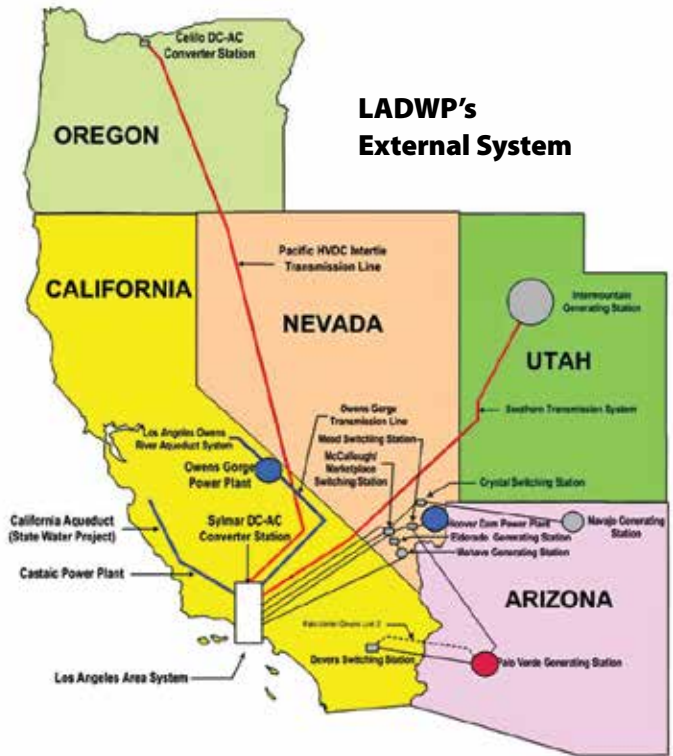 Celilo DC-AC
Converter Station
OREGON
LADWP's
External System
Pacific HVDC Intertie
Transmission Line
CALIFORNIA
NEVADA
Intermountain
Generating Station
UTAH
Southern Transmission System
Owens Gorge
Transmission Line
Los Angeles Owens
River Aqueduct System
Mead Switching Station
McCullough/
Marketplace
Switching Station
Owens Gorge
Power Plant
Crystal Switching Station
California Aqueduct
(State Water Project)
Sylmar DC-AC
Converter Station
Hoover Dam Power Plant
Eldorado Generating Station
Mohave Generating Station
Navajo Generating
Station
Castaic Power Plant
ARIZONA
Devers Switching Station
Palo Verde Generating Station
Los Angeles Area System